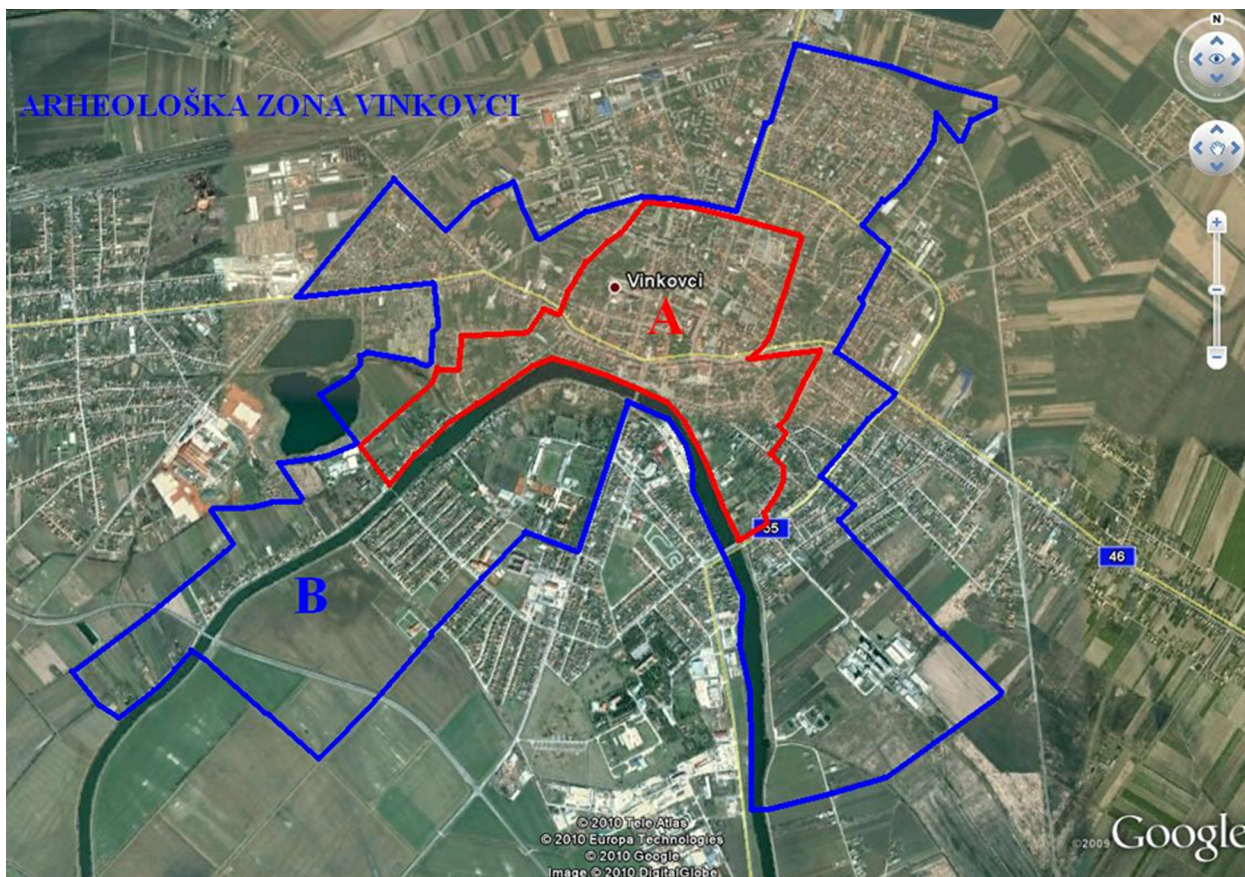 N
ARHEOLOŠKA ZONA VINKOVCI
Vinkovci
A
55
46
B
© 2010 Tele Atlas
© 2010 Europa Technologies
© 2010 Google
Image © 2010 DigitalGlobe
©2009 Google